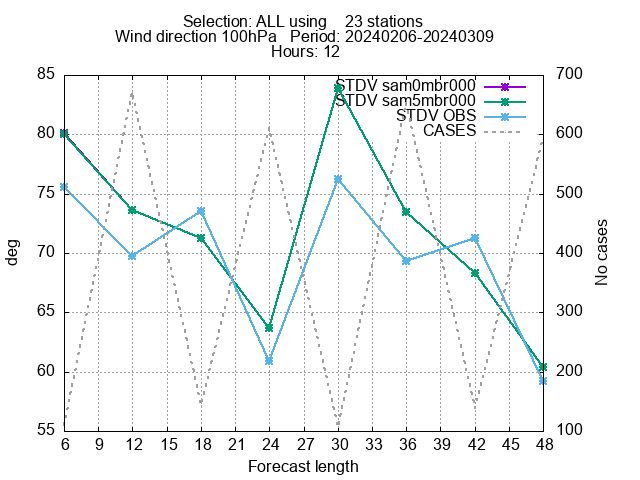 Selection: ALL using    23 stations
Wind direction 100hPa   Period: 20240206-20240309
Hours: 12
STDV sam0mbr000
STDV sam5mbr000
STDV OBS
CASES
85
80
75
70
65
60
55
700
600
500
400
300
200
100
deg
No cases
6 9 12 15 18 21 24 27 30 33 36 39 42 45 48
Forecast length